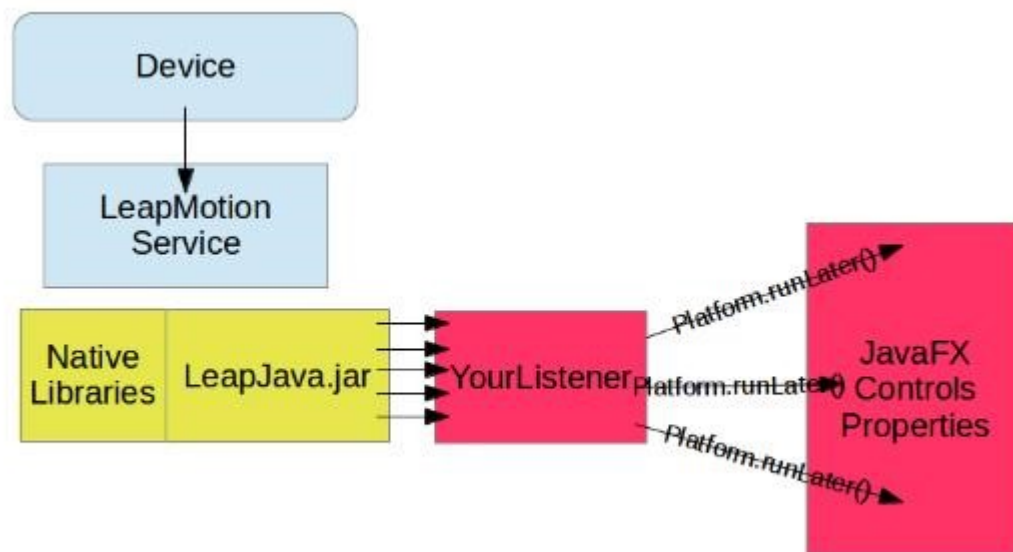 Device
LeapMotion
Service
Native
Libraries
LeapJava.jar
YourListener
Platform.runLater()
Platform.runLater()
Platform.runLater()
JavaFX
Controls
Properties